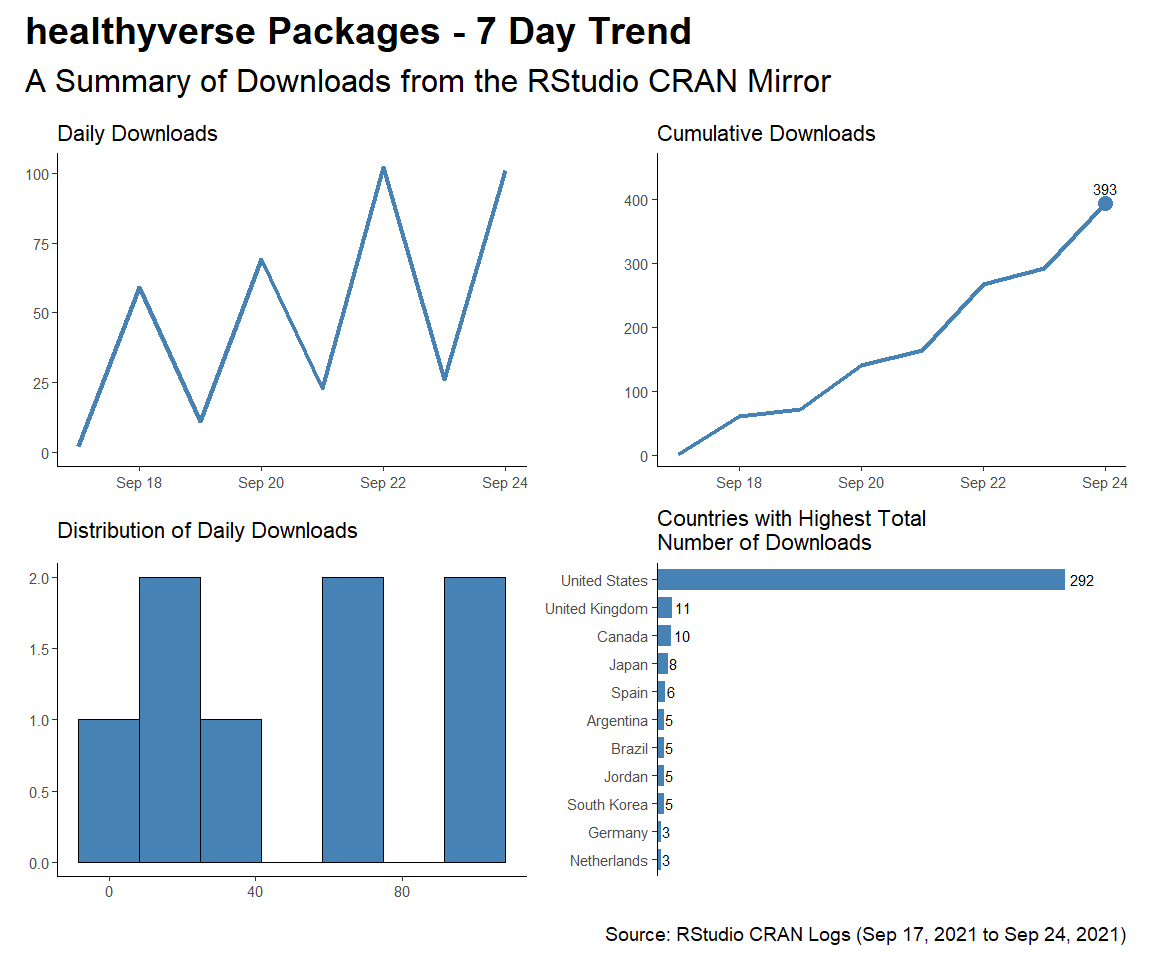 healthyverse Packages - 7 Day Trend
A Summary of Downloads from the RStudio CRAN Mirror
Daily Downloads
100
75
50
25
0
Sep 18 Sep 20 Sep 22 Sep 24
Cumulative Downloads
393
400
300
200
100
0
Sep 18 Sep 20 Sep 22 Sep 24
Distribution of Daily Downloads
2.0
1.5
1.0
0.5
0.0
0 40 80
Countries with Highest Total
Number of Downloads
United States 292
United Kingdom 11
Canada 10
Japan 8
Spain 6
Argentina 5
Brazil 5
Jordan 5
South Korea 5
Germany 3
Netherlands 3
Source: RStudio CRAN Logs (Sep 17, 2021 to Sep 24, 2021)